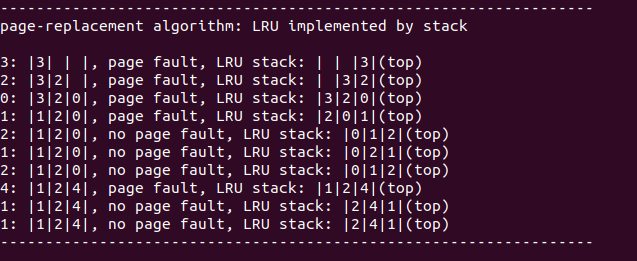 -----------------------------------------------------------------
page-replacement algorithm: LRU implemented by stack
3: |3| | |, page fault, LRU stack: | | |3|(top)
2: |3|2| |, page fault, LRU stack: | |3|2|(top)
0: |3|2|0|, page fault, LRU stack: |3|2|0|(top)
1: |1|2|0|, page fault, LRU stack: |2|0|1|(top)
2: |1|2|0|, no page fault, LRU stack: |0|1|2|(top)
1: |1|2|0|, no page fault, LRU stack: |0|2|1|(top)
2: |1|2|0|, no page fault, LRU stack: |0|1|2|(top)
4: |1|2|4|, page fault, LRU stack: |1|2|4|(top)
1: |1|2|4|, no page fault, LRU stack: |2|4|1|(top)
1: |1|2|4|, no page fault, LRU stack: |2|4|1|(top)
-----------------------------------------------------------------